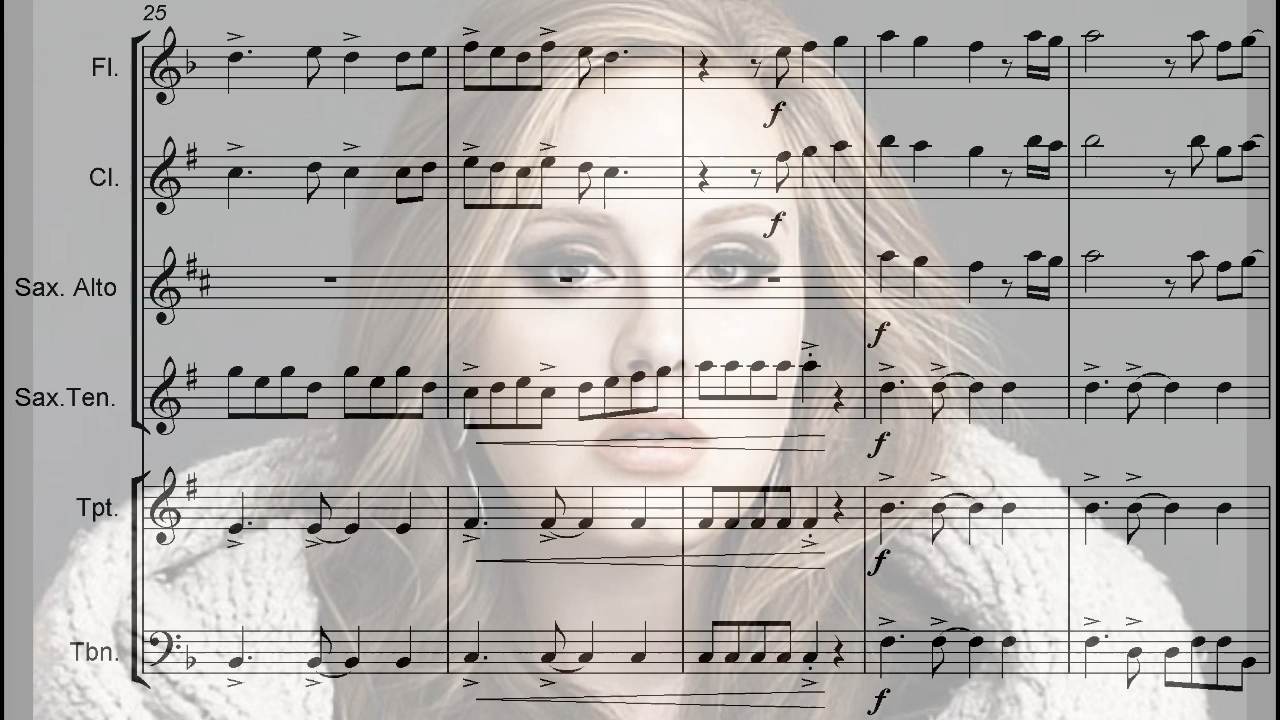 25
Fl.
f
Cl.
f
Sax. Alto
f
Sax.Ten.
f
Tpt.
f
Tbn.
f